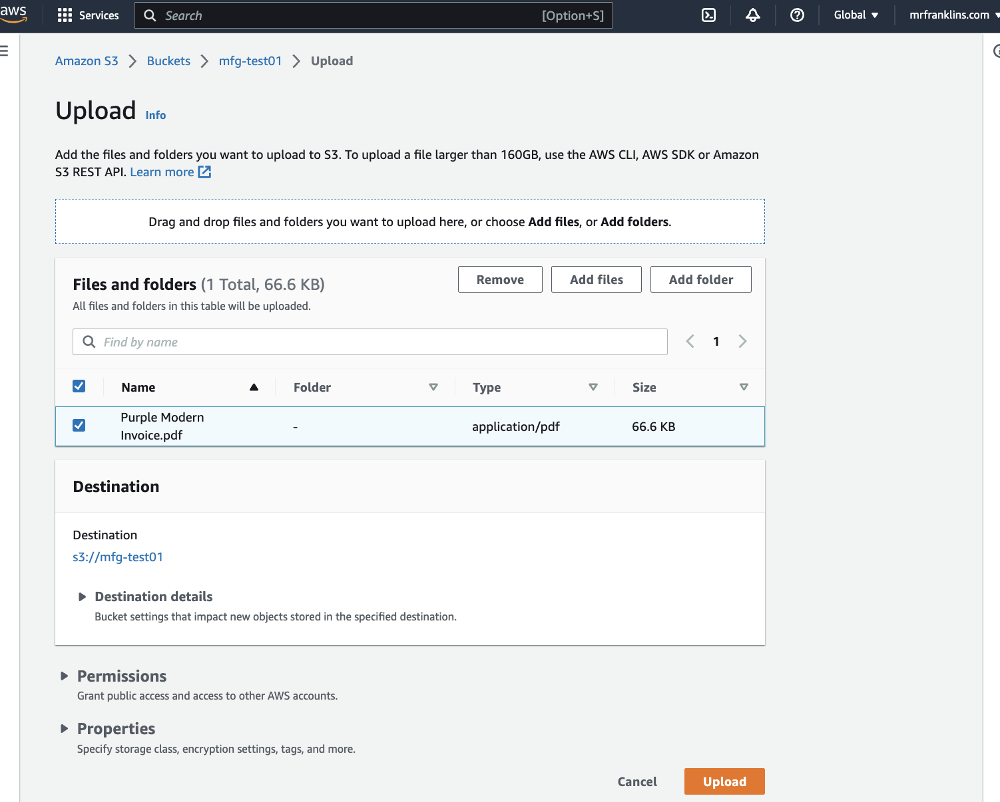 aws
Services
Search
[Option+S]
Global
mrfranklins.com
Amazon S3
Buckets
mfg-test01
Upload
Upload
Info
Add the files and folders you want to upload to S3. To upload a file larger than 160GB, use the AWS CLI, AWS SDK or Amazon
S3 REST API. Learn more
Drag and drop files and folders you want to upload here, or choose Add files, or Add folders.
Files and folders (1 Total, 66.6 KB)
Remove
Add files
Add folder
All files and folders in this table will be uploaded.
Find by name
1
Name
Folder
Type
Size
Purple Modern
Invoice.pdf
-
application/pdf
66.6 KB
Destination
Destination
s3://mfg-test01
Destination details
Bucket settings that impact new objects stored in the specified destination.
Permissions
Grant public access and access to other AWS accounts.
Properties
Specify storage class, encryption settings, tags, and more.
Cancel
Upload